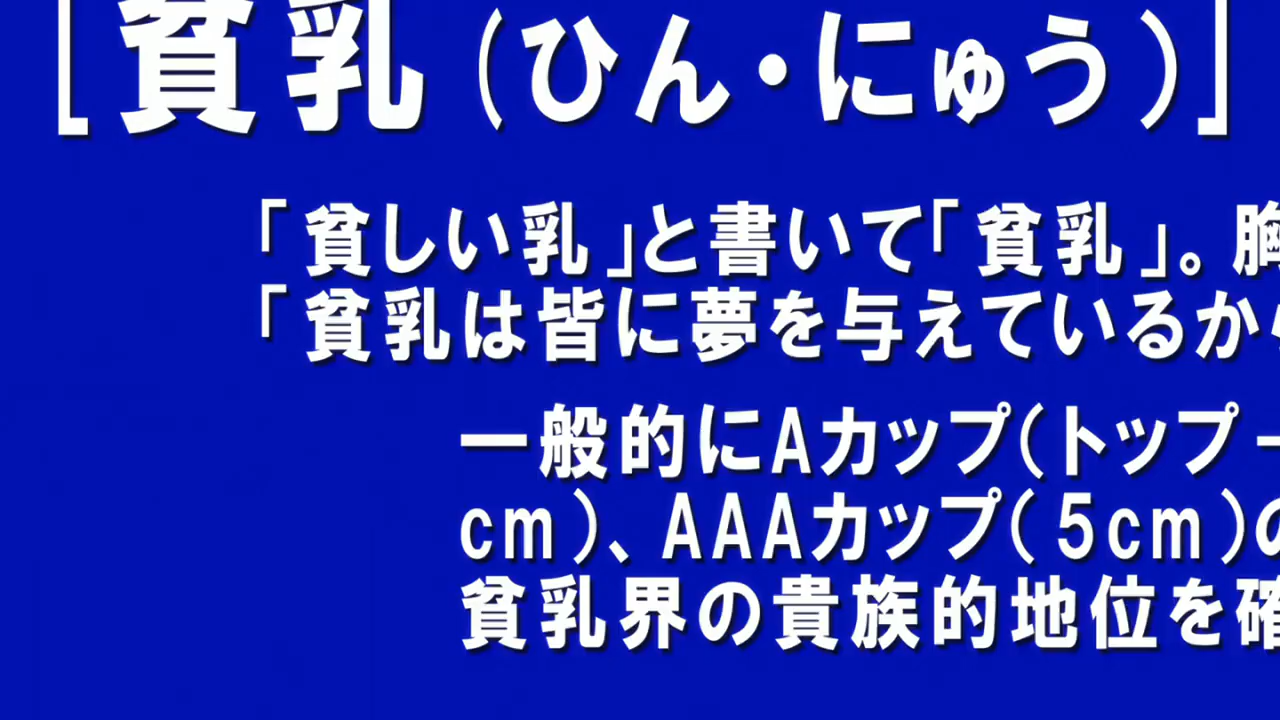 ［貧乳（ひん・にゅう）］
「貧しい乳」と書いて「貧乳」。胸
「貧乳は皆に夢を与えているか
一般的にAカップ（トップ－
cm）、AAAカップ（5cm）の
貧乳界の貴族的地位を確